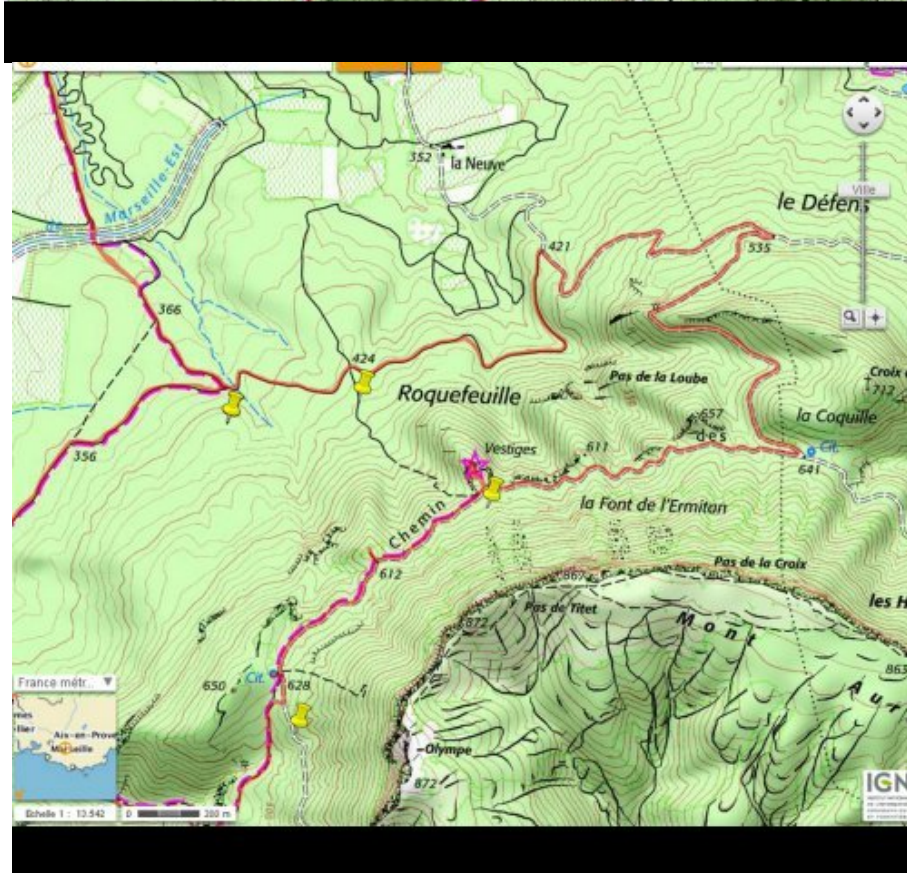 Marseille-Est
352
la Neuve
Ville
le Défens
421
535
366
424
Roquefeuille
Pas de la Loube
Croix
712
657
la Coquille
des
Vestiges
611
Cit.
641
356
la Font de l'Ermitan
Chemin
612
Pas de la Croix
867
Pas de Titet
les H
872
Mont
863
Aur
France métr...
Cit.
650
628
Aix-en-Prove
Marseille
Olympe
872
IGN
Echelle 1 : 13.542
0
200 m